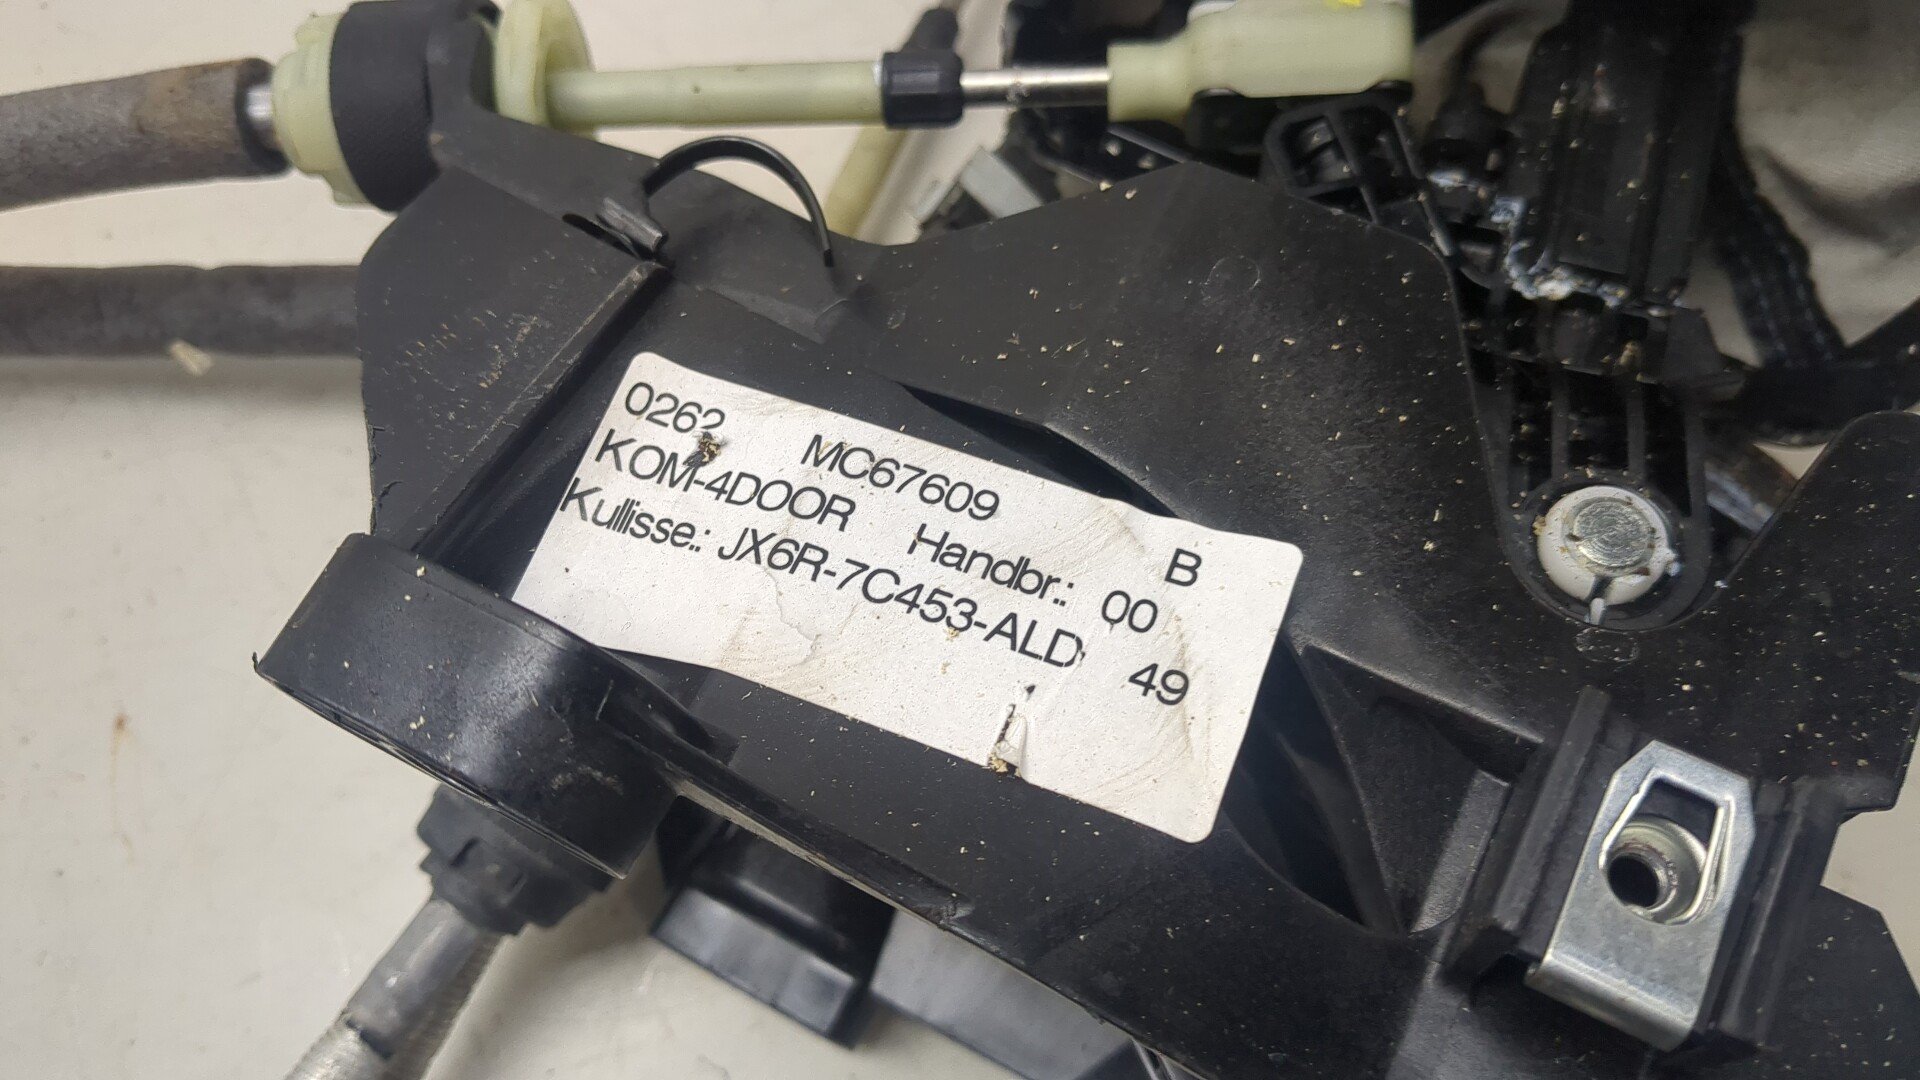 0262 MC67609 B
KOM-4DOOR Handbr.: 00
Kullisse.: JX6R-7C453-ALD 49